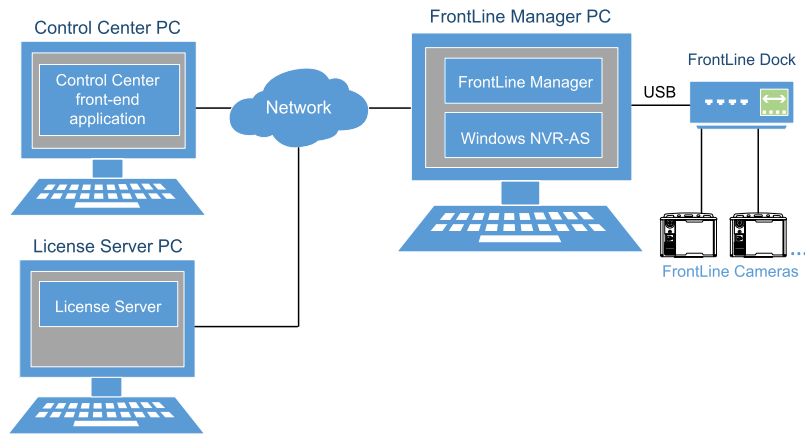 Control Center PC
Control Center
front-end
application
Network
FrontLine Manager PC
FrontLine Manager
Windows NVR-AS
USB
FrontLine Dock
FrontLine Cameras
...
License Server PC
License Server